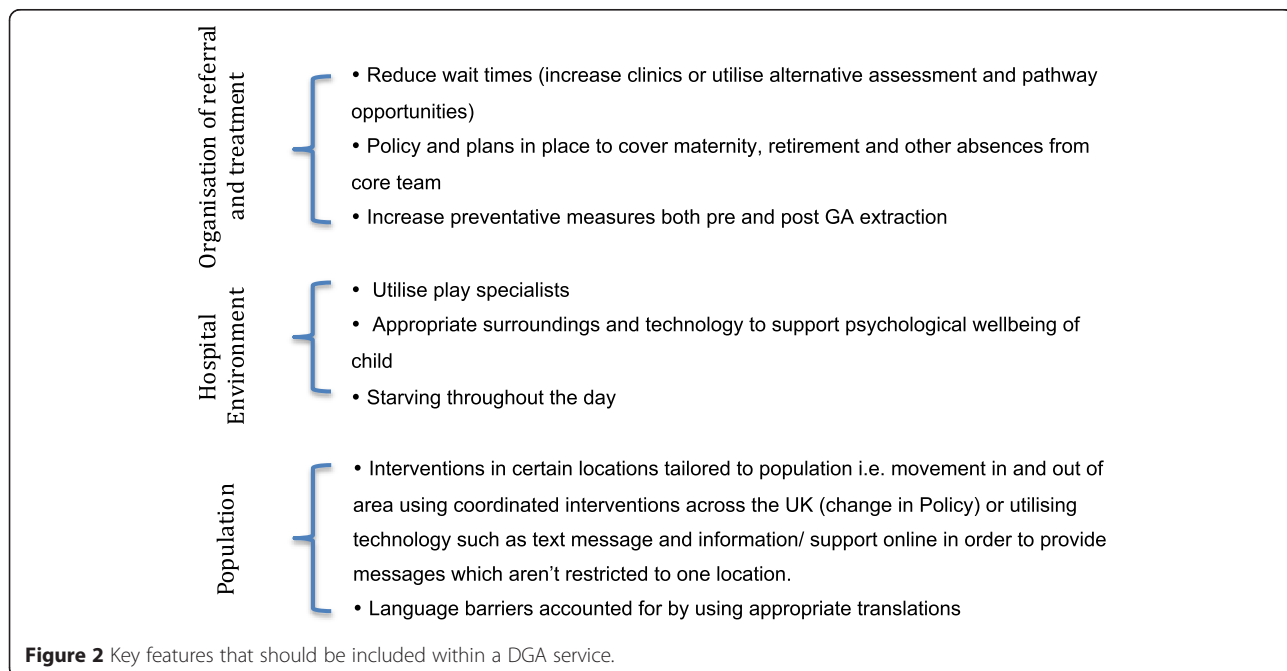 Organisation of referral
and treatment
• Reduce wait times (increase clinics or utilise alternative assessment and pathway
opportunities)
• Policy and plans in place to cover maternity, retirement and other absences from
core team
• Increase preventative measures both pre and post GA extraction
Hospital
Environment
• Utilise play specialists
• Appropriate surroundings and technology to support psychological wellbeing of
child
• Starving throughout the day
Population
• Interventions in certain locations tailored to population i.e. movement in and out of
area using coordinated interventions across the UK (change in Policy) or utilising
technology such as text message and information/ support online in order to provide
messages which aren’t restricted to one location.
• Language barriers accounted for by using appropriate translations
Figure 2 Key features that should be included within a DGA service.